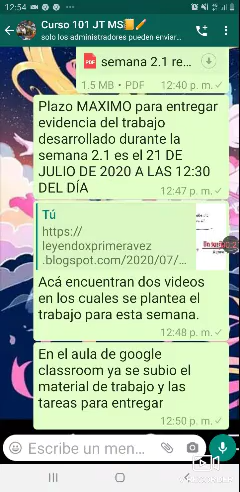 12:54
Curso 101 JT MS
solo los administradores pueden enviar...
PDF
semana 2.1 re...
1.5 MB • PDF
12:40 p. m.
Plazo MAXIMO para entregar
evidencia del trabajo
desarrollado durante la
semana 2.1 es el 21 DE
JULIO DE 2020 A LAS 12:30
DEL DÍA
12:47 p. m.
Tú
https://
leyendoxprimeravez
.blogspot.com/2020/07/...
Acá encuentran dos videos
en los cuales se plantea el
trabajo para esta semana.
12:48 p. m.
En el aula de google
classroom ya se subio el
material de trabajo y las
tareas para entregar
12:50 p. m.
Escribe un men...